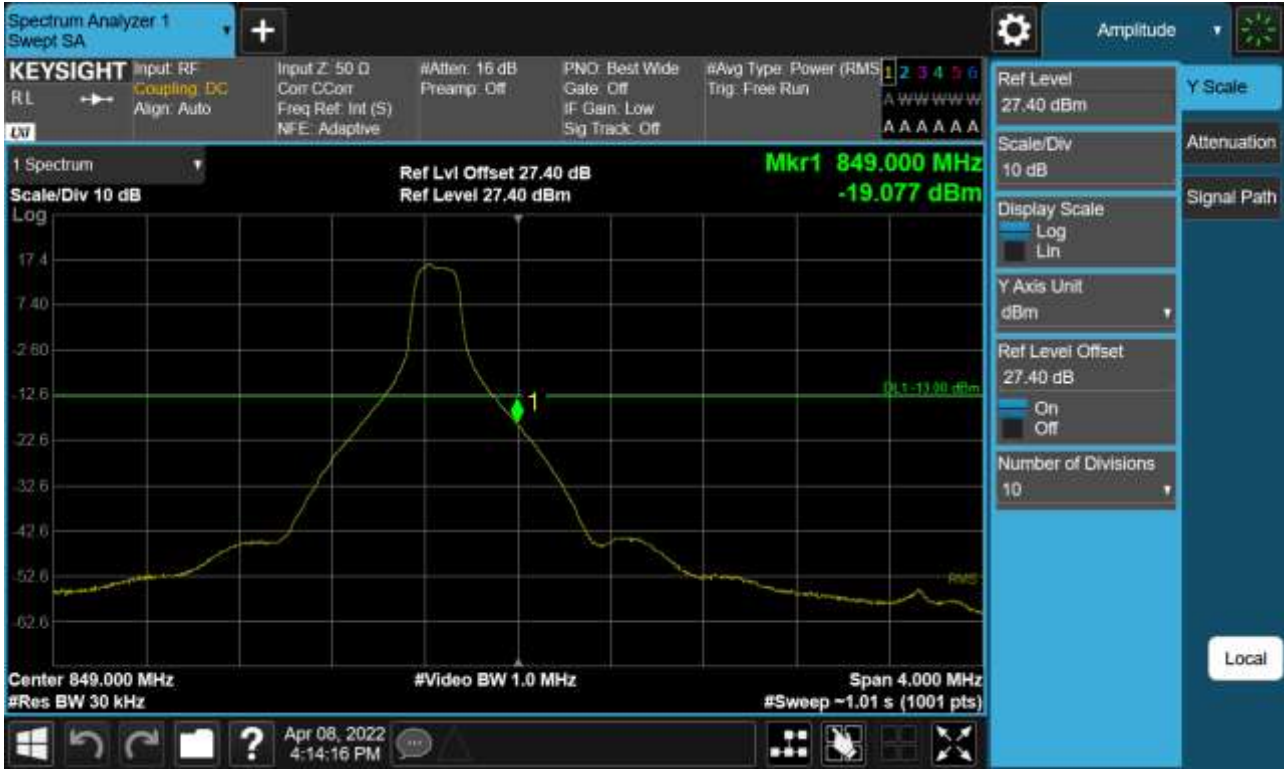 Spectrum Analyzer 1
Swept SA
Amplitude
KEYSIGHT
RL
LXI
Input: RF
Coupling: DC
Align: Auto
Input Z: 50 Ω
Corr CCorr
Freq Ref: Int (S)
NFE: Adaptive
#Atten: 16 dB
Preamp: Off
PNO: Best Wide
Gate: Off
IF Gain: Low
Sig Track: Off
#Avg Type: Power (RMS
Trig: Free Run
1 2 3 4 5 6
A W W W W W
A A A A A A
1 Spectrum
Scale/Div 10 dB
Ref Lvl Offset 27.40 dB
Ref Level 27.40 dBm
Mkr1 849.000 MHz
-19.077 dBm
Log
17.4
7.40
-2.60
-12.6
-22.6
-32.6
-42.6
-52.6
-62.6
DL1 -13.00 dBm
1
RMS
Center 849.000 MHz
#Video BW 1.0 MHz
Span 4.000 MHz
#Res BW 30 kHz
#Sweep ~1.01 s (1001 pts)
Ref Level
27.40 dBm
Scale/Div
10 dB
Display Scale
Log
Lin
Y Axis Unit
dBm
Ref Level Offset
27.40 dB
On
Off
Number of Divisions
10
Y Scale
Attenuation
Signal Path
Local
?
Apr 08, 2022
4:14:16 PM